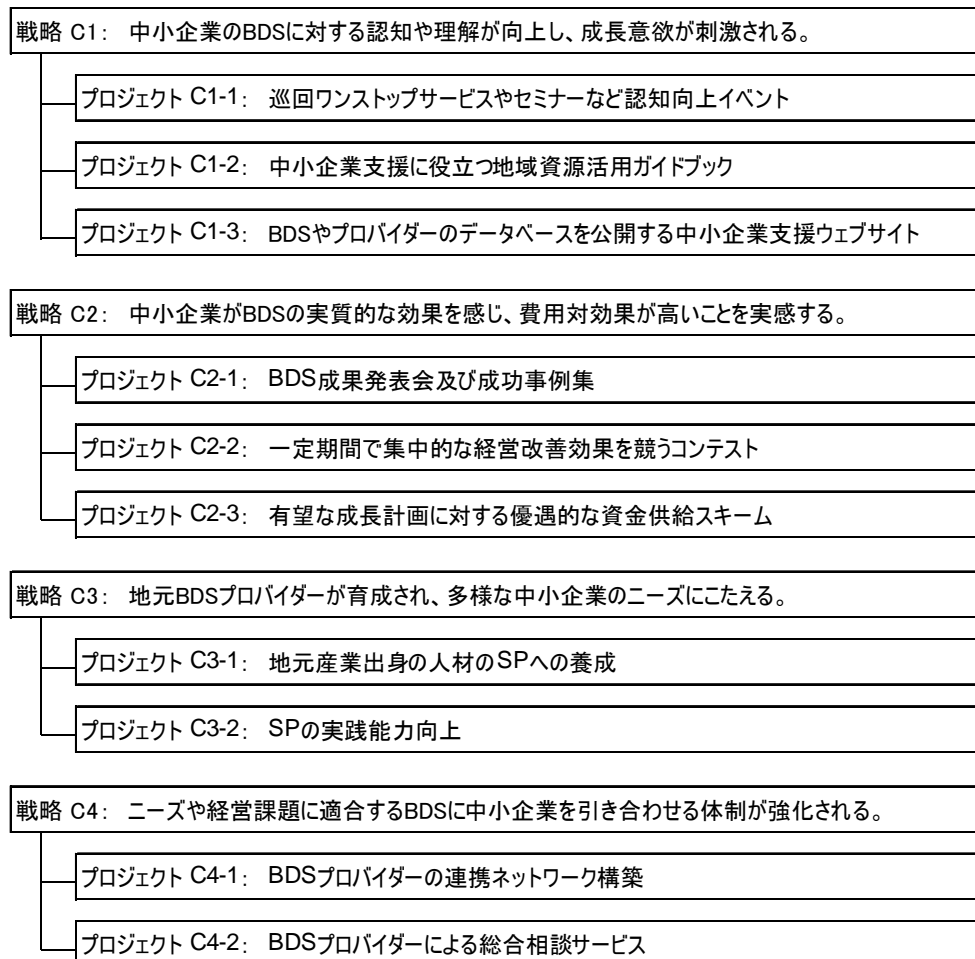 戦略 C1： 中小企業のBDSに対する認知や理解が向上し、成長意欲が刺激される。
プロジェクト C1-1： 巡回ワンストップサービスやセミナーなど認知向上イベント
プロジェクト C1-2： 中小企業支援に役立つ地域資源活用ガイドブック
プロジェクト C1-3： BDSやプロバイダーのデータベースを公開する中小企業支援ウェブサイト
戦略 C2： 中小企業がBDSの実質的な効果を感じ、費用対効果が高いことを実感する。
プロジェクト C2-1： BDS成果発表会及び成功事例集
プロジェクト C2-2： 一定期間で集中的な経営改善効果を競うコンテスト
プロジェクト C2-3： 有望な成長計画に対する優遇的な資金供給スキーム
戦略 C3： 地元BDSプロバイダーが育成され、多様な中小企業のニーズにこたえる。
プロジェクト C3-1： 地元産業出身の人材のSPへの養成
プロジェクト C3-2： SPの実践能力向上
戦略 C4： ニーズや経営課題に適合するBDSに中小企業を引き合わせる体制が強化される。
プロジェクト C4-1： BDSプロバイダーの連携ネットワーク構築
プロジェクト C4-2： BDSプロバイダーによる総合相談サービス